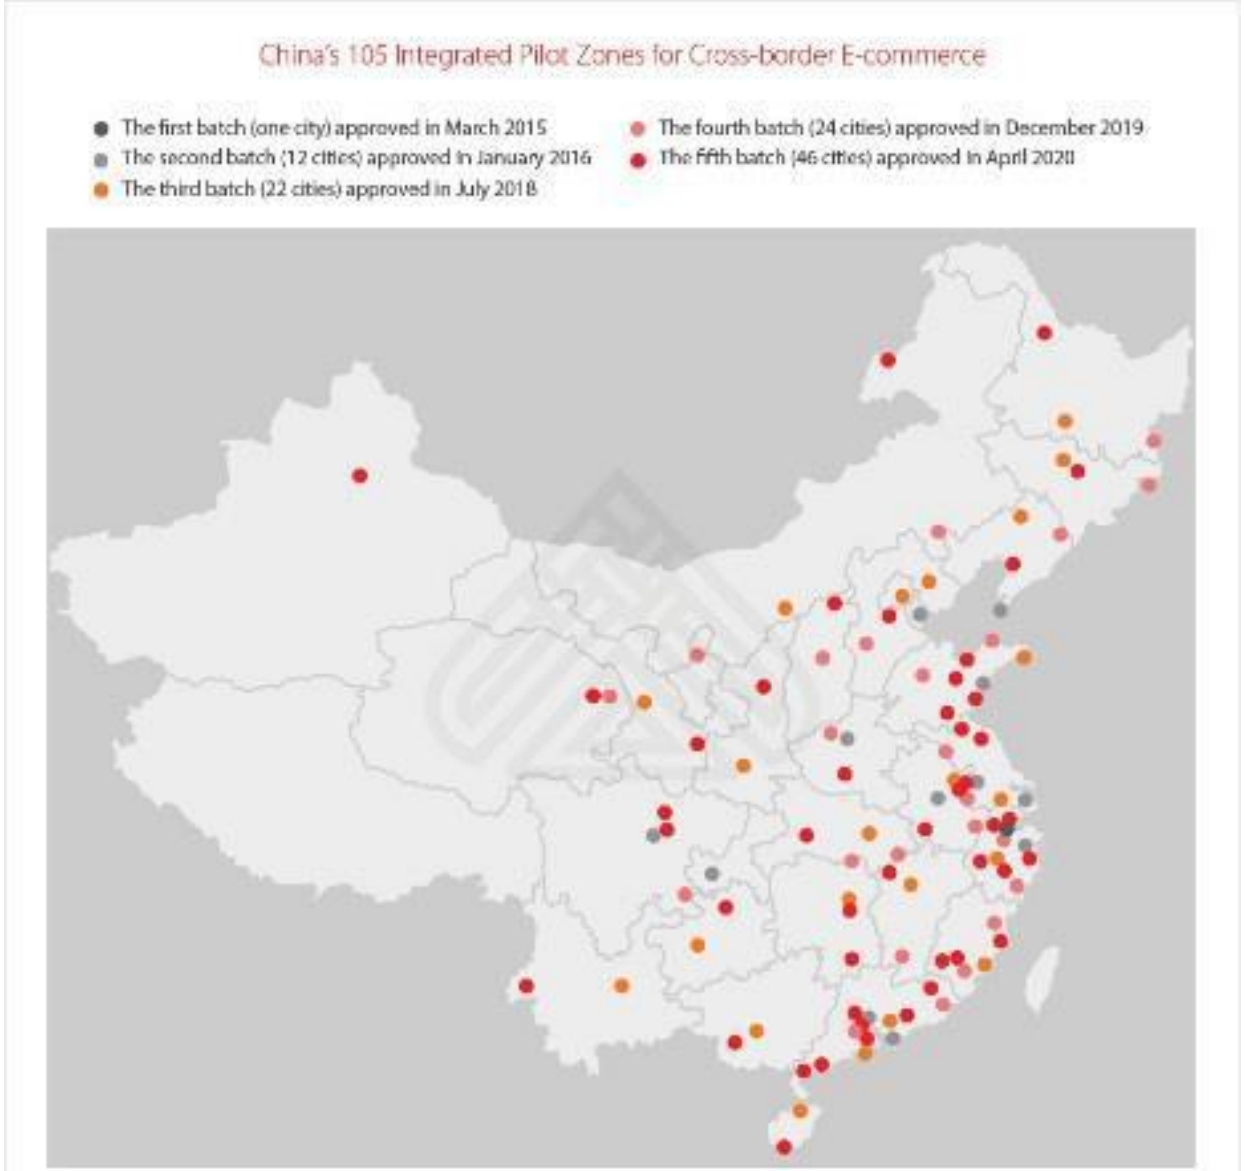 China's 105 Integrated Pilot Zones for Cross-border E-commerce
The first batch (one city) approved in March 2015
The second batch (12 cities) approved in January 2016
The third batch (22 cities) approved in July 2018
The fourth batch (24 cities) approved in December 2019
The fifth batch (46 cities) approved in April 2020